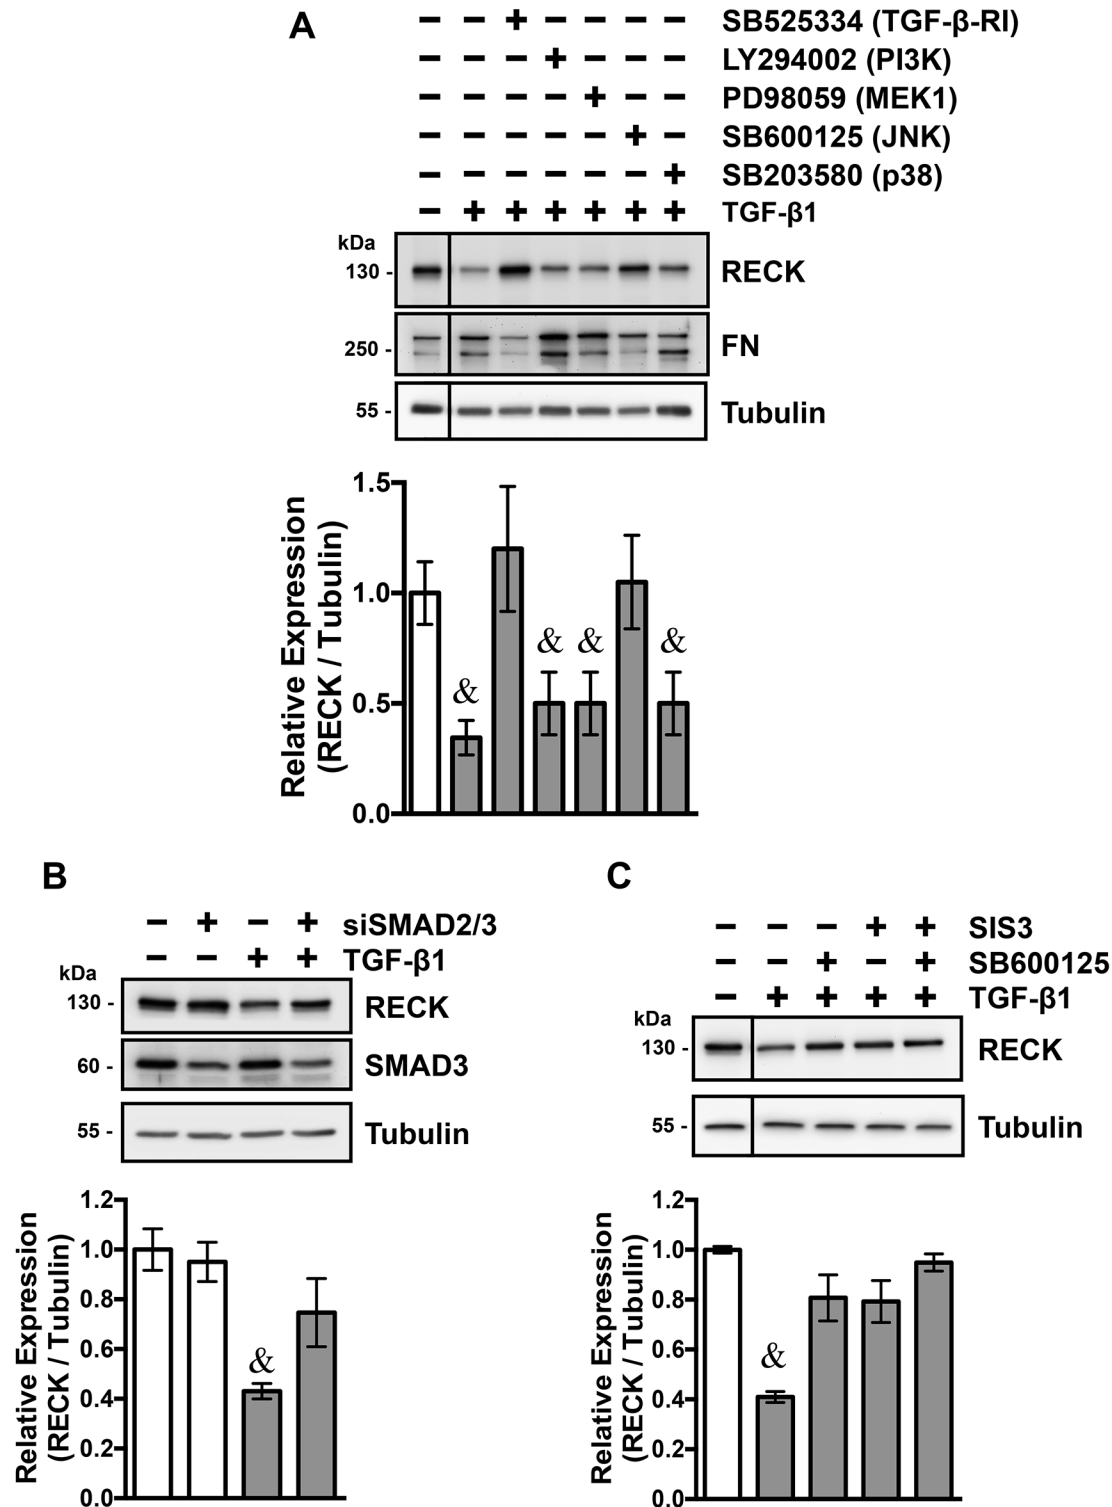 A
– – + – – – – SB525334 (TGF-β-RI)
– – – + – – – LY294002 (PI3K)
– – – – + – – PD98059 (MEK1)
– – – – – + – SB600125 (JNK)
– – – – – – + SB203580 (p38)
– + + + + + + TGF-β1
kDa
130 - RECK
250 - FN
55 - Tubulin
Relative Expression
(RECK / Tubulin)
1.5
1.0
0.5
0.0
& & & &
B
– + – + siSMAD2/3
– – + + TGF-β1
kDa
130 - RECK
60 - SMAD3
55 - Tubulin
Relative Expression
(RECK / Tubulin)
1.2
1.0
0.8
0.6
0.4
0.2
0.0
&
C
– – – + + SIS3
– – + – + SB600125
– + + + + TGF-β1
kDa
130 - RECK
55 - Tubulin
Relative Expression
(RECK / Tubulin)
1.2
1.0
0.8
0.6
0.4
0.2
0.0
&